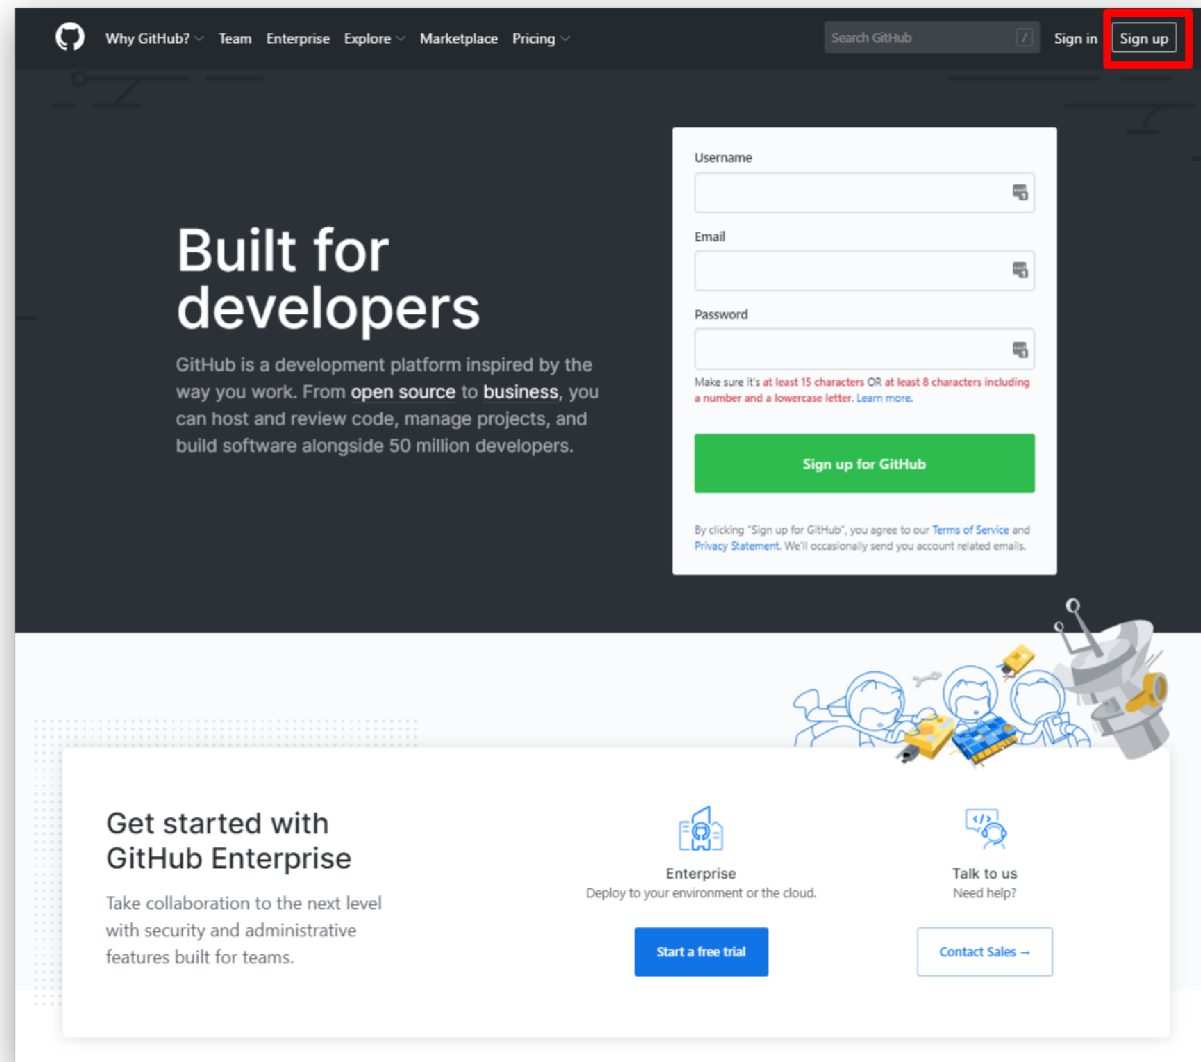 Why GitHub? Team Enterprise Explore Marketplace Pricing Search GitHub / Sign in Sign up
Built for
developers
GitHub is a development platform inspired by the
way you work. From open source to business, you
can host and review code, manage projects, and
build software alongside 50 million developers.
Username
Email
Password
Make sure it's at least 15 characters OR at least 8 characters including
a number and a lowercase letter. Learn more.
Sign up for GitHub
By clicking "Sign up for GitHub", you agree to our Terms of Service and
Privacy Statement. We'll occasionally send you account related emails.
Get started with
GitHub Enterprise
Take collaboration to the next level
with security and administrative
features built for teams.
Enterprise
Deploy to your environment or the cloud.
Start a free trial
</>
Talk to us
Need help?
Contact Sales →